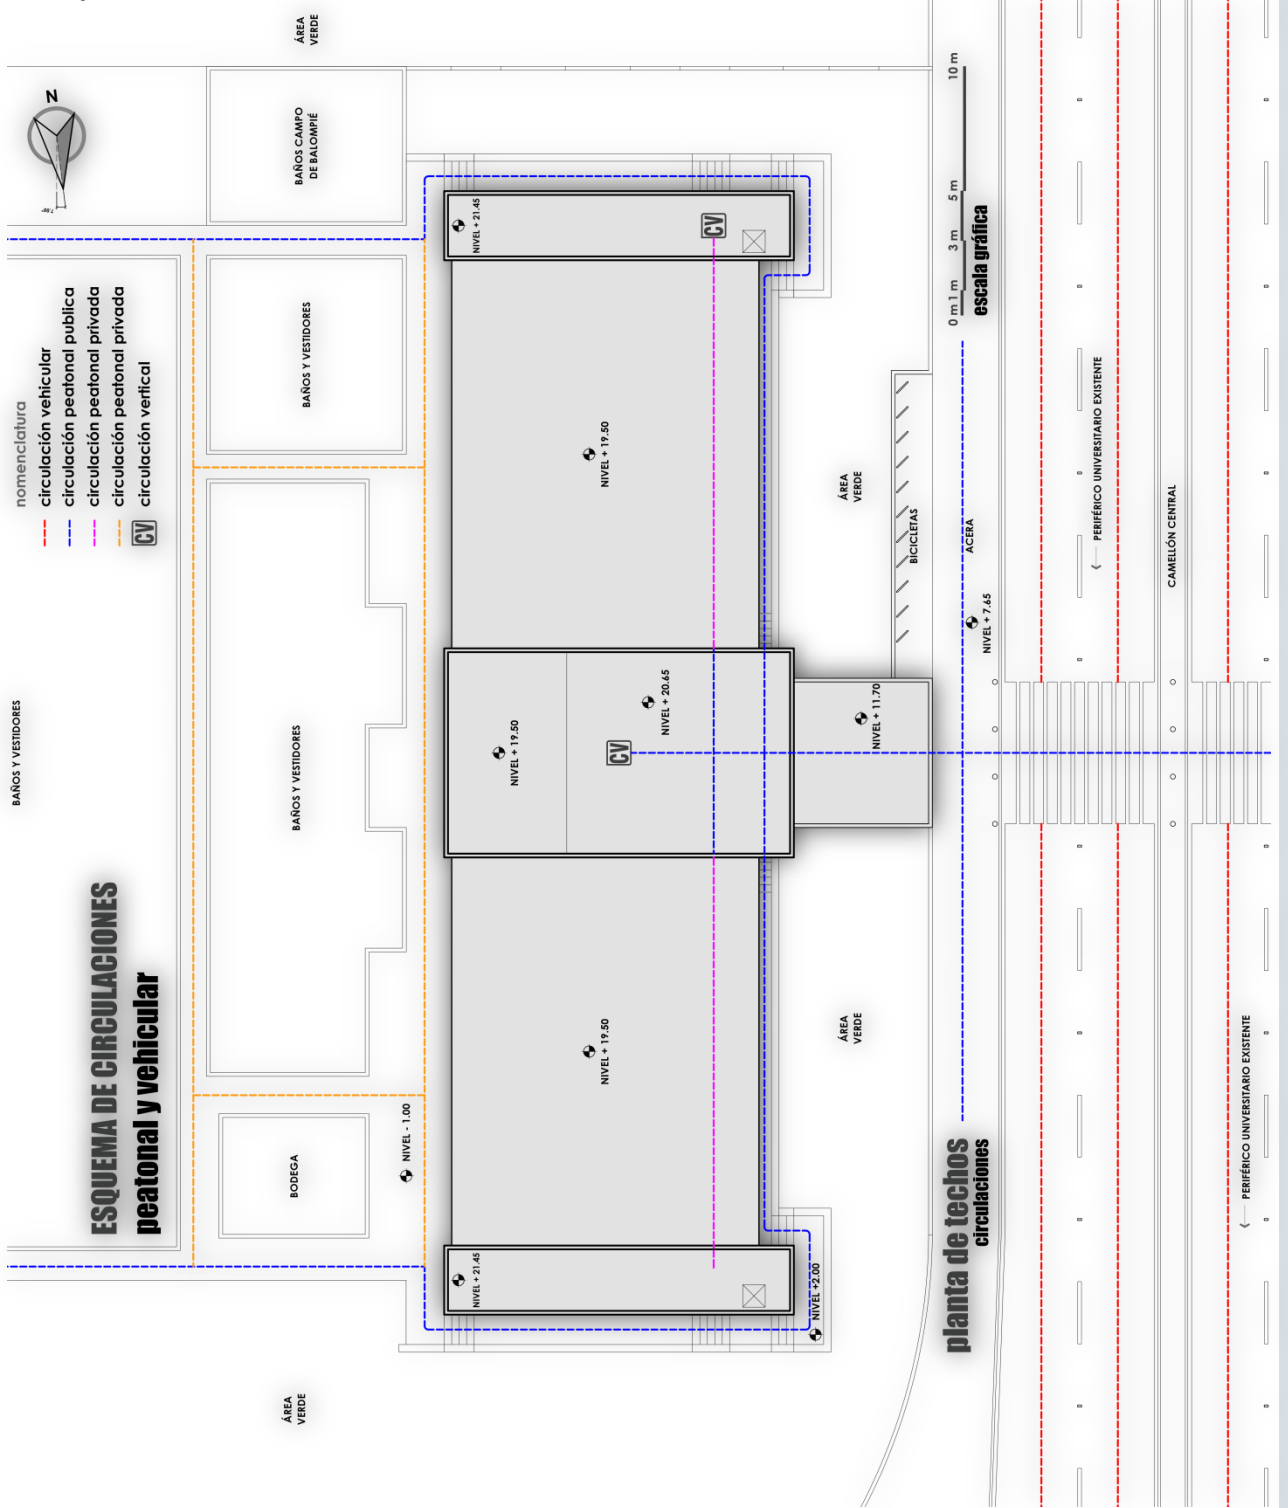 ÁREA
VERDE
N
7.98°
BAÑOS CAMPO
DE BALOMPIÉ
nomenclatura
circulación vehicular
circulación peatonal publica
circulación peatonal privada
circulación peatonal privada
CV circulación vertical
BAÑOS Y VESTIDORES
BAÑOS Y VESTIDORES
BAÑOS Y VESTIDORES
ESQUEMA DE CIRCULACIONES
peatonal y vehicular
BODEGA
NIVEL - 1.00
ÁREA
VERDE
NIVEL + 21.45
CV
NIVEL + 19.50
NIVEL + 19.50
NIVEL + 20.65
CV
NIVEL + 11.70
NIVEL + 19.50
NIVEL + 21.45
NIVEL +2.00
ÁREA
VERDE
BICICLETAS
ÁREA
VERDE
0 m 1 m 3 m 5 m 10 m
escala gráfica
ACERA
NIVEL + 7.65
planta de techos
circulaciones
PERIFÉRICO UNIVERSITARIO EXISTENTE
CAMELLÓN CENTRAL
PERIFÉRICO UNIVERSITARIO EXISTENTE